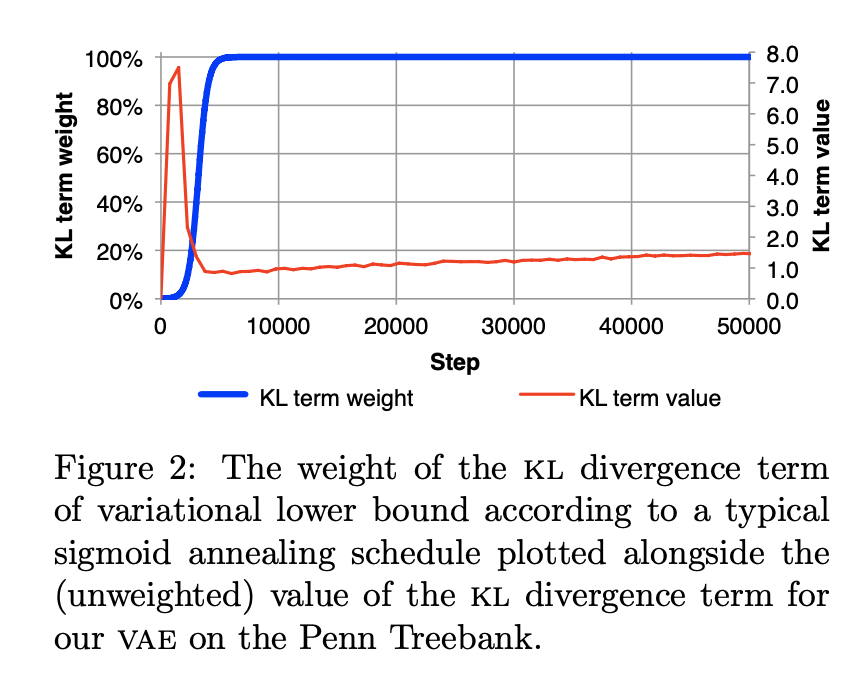 KL term weight
100%
80%
60%
40%
20%
0%
8.0
7.0
6.0
5.0
4.0
3.0
2.0
1.0
0.0
KL term value
0 10000 20000 30000 40000 50000
Step
KL term weight KL term value
Figure 2: The weight of the KL divergence term
of variational lower bound according to a typical
sigmoid annealing schedule plotted alongside the
(unweighted) value of the KL divergence term for
our VAE on the Penn Treebank.